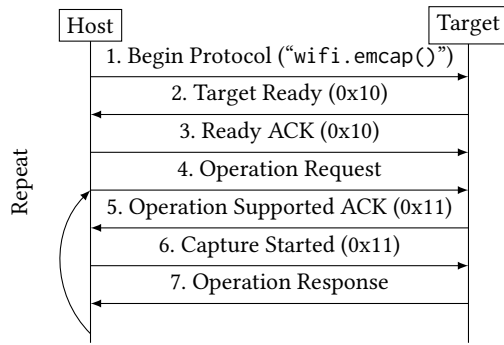 Host
Target
1. Begin Protocol (“wifi.emcap()”)
2. Target Ready (0x10)
3. Ready ACK (0x10)
4. Operation Request
5. Operation Supported ACK (0x11)
6. Capture Started (0x11)
7. Operation Response
Repeat